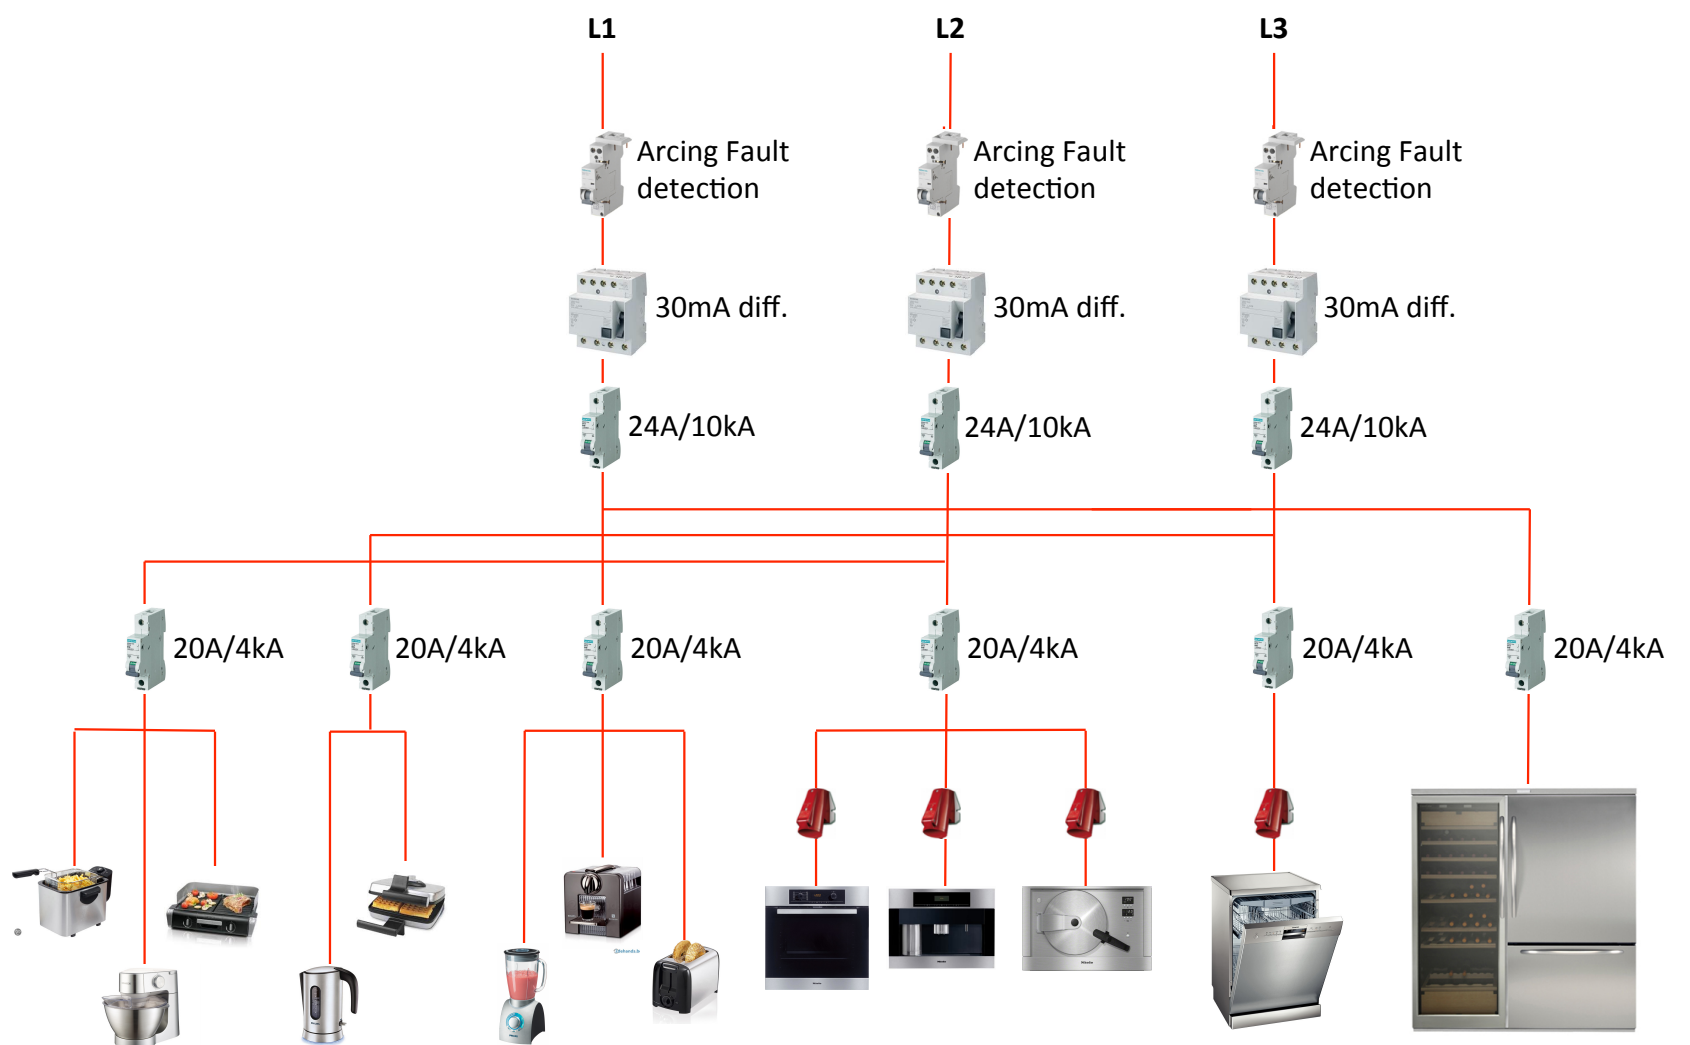 L1
L2
L3
Arcing Fault
detection
Arcing Fault
detection
Arcing Fault
detection
30mA diff.
30mA diff.
30mA diff.
24A/10kA
24A/10kA
24A/10kA
20A/4kA
20A/4kA
20A/4kA
20A/4kA
20A/4kA
20A/4kA